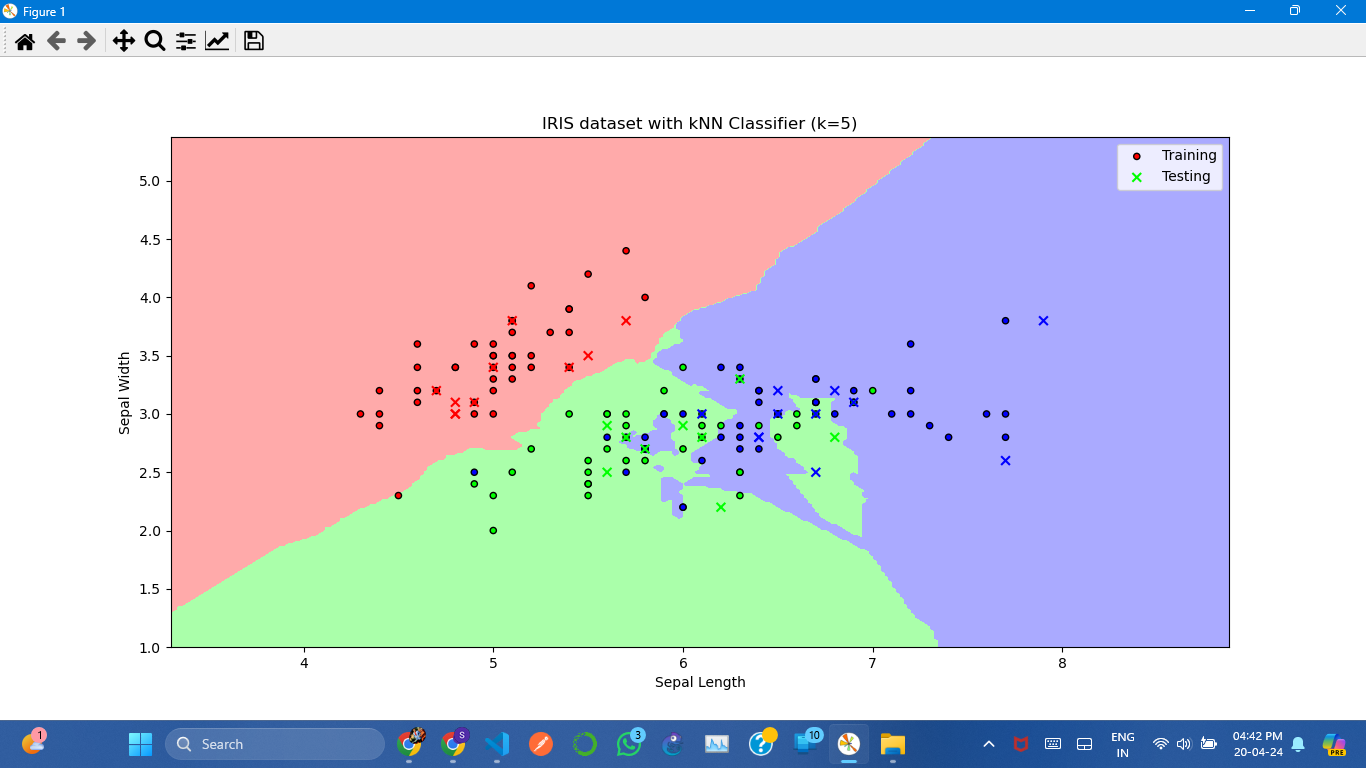 Figure 1
IRIS dataset with kNN Classifier (k=5)
Training
Testing
5.0
4.5
4.0
3.5
3.0
2.5
2.0
1.5
1.0
Sepal Width
4 5 6 7 8
Sepal Length
1
Search
S
3
10
ENG
IN
04:42 PM
20-04-24
PRE